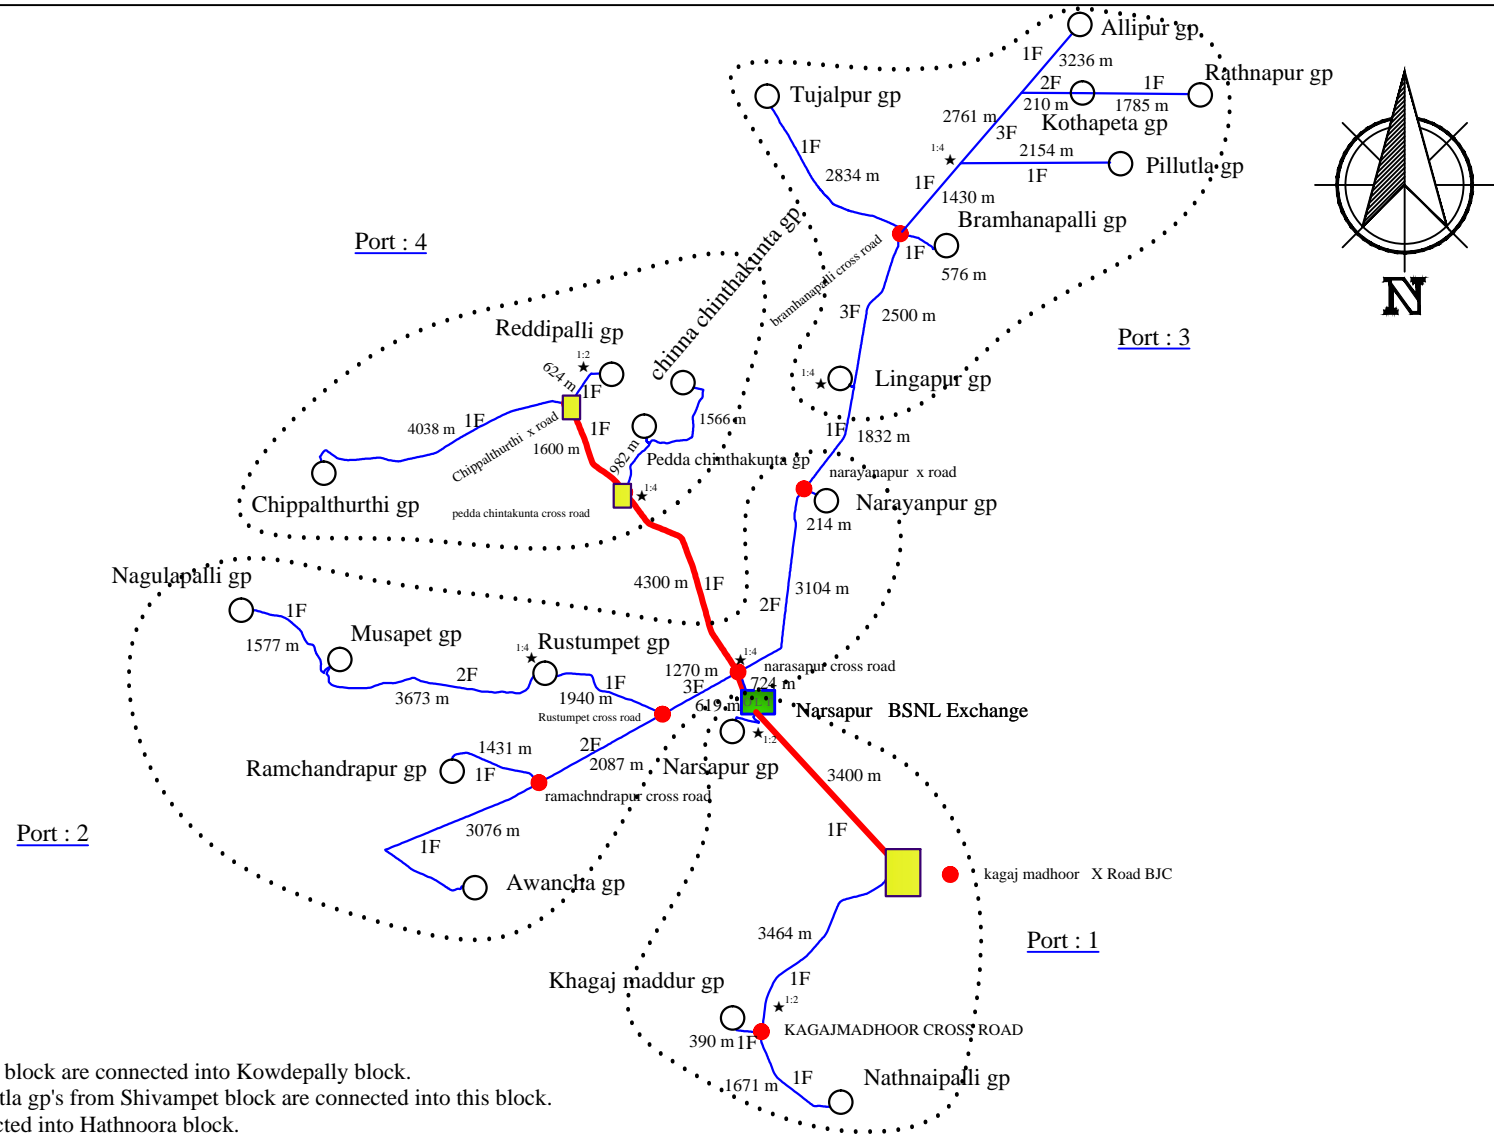 Allipur gp
1F
3236 m
Rathnapur gp
2F
1F
210 m
1785 m
Tujalpur gp
2761 m
Kothapeta gp
3F
1:4
2154 m
1F
Pillutla gp
1F
2834 m
1F
1430 m
Bramhanapalli gp
1F
576 m
bramhanapalli cross road
N
Port : 4
Port : 3
3F
2500 m
Reddipalli gp
chinna chinthakunta gp
1:2
624 m
1F
1:4
Lingapur gp
4038 m
1F
Chippalthurthi x road
1F
1600 m
1566 m
982 m
Pedda chinthakunta gp
1F
1832 m
narayanapur x road
Chippalthurthi gp
1:4
pedda chintakunta cross road
Narayanpur gp
214 m
Nagulapalli gp
4300 m
1F
3104 m
2F
1F
1577 m
Musapet gp
1:4
Rustumpet gp
2F
3673 m
1F
1940 m
1270 m
3F
1:4
narasapur cross road
724 m
619 m
Rustumpet cross road
Narsapur BSNL Exchange
1:2
Narsapur gp
2F
2087 m
1431 m
1F
Ramchandrapur gp
ramachndrapur cross road
3400 m
1F
Port : 2
3076 m
1F
Awancha gp
kagaj madhoor X Road BJC
3464 m
Port : 1
Khagaj maddur gp
1F
1:2
390 m
1F
KAGAJMADHOOR CROSS ROAD
1671 m
1F
Nathnaipalli gp
block are connected into Kowdepally block.
tla gp's from Shivampet block are connected into this block.
cted into Hathnoora block.